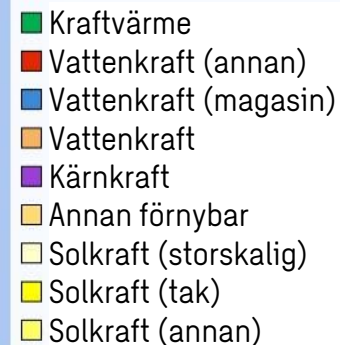 Kraftvärme
Vattenkraft (annan)
Vattenkraft (magasin)
Vattenkraft
Kärnkraft
Annan förnybar
Solkraft (storskalig)
Solkraft (tak)
Solkraft (annan)